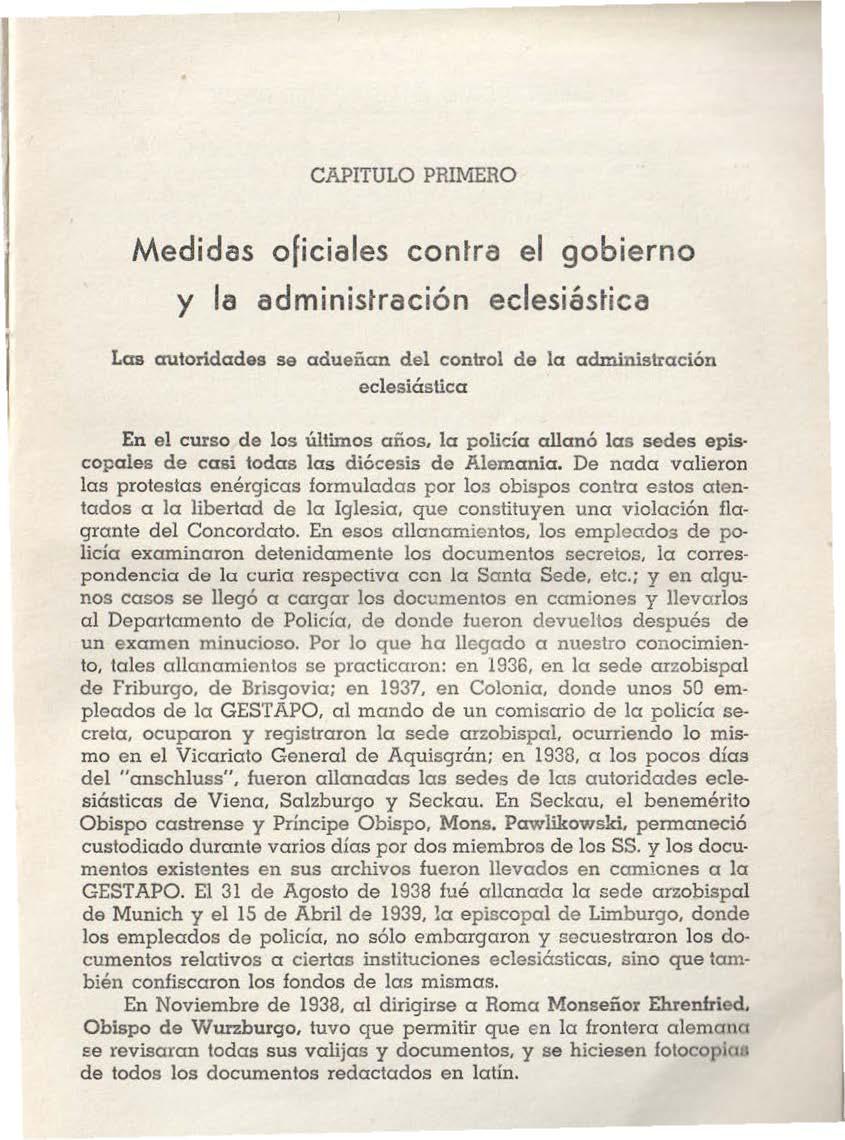 CAPITULO PRIMERO
Medidas oficiales contra el gobierno
y la administración eclesiástica
Las autoridades se adueñan del control de la administración
eclesiástica
En el curso de los últimos años, la policía allanó las sedes epis-
copales de casi todas las diócesis de Alemania. De nada valieron
las protestas enérgicas formuladas por los obispos contra estos aten-
tados a la libertad de la Iglesia, que constituyen una violación fla-
grante del Concordato. En esos allanamientos, los empleados de po-
licía examinaron detenidamente los documentos secretos, la corres-
pondencia de la curia respectiva con la Santa Sede, etc.; y en algu-
nos casos se llegó a cargar los documentos en camiones y llevarlos
al Departamento de Policía, de donde fueron devueltos después de
un examen minucioso. Por lo que ha llegado a nuestro conocimien-
to, tales allanamientos se practicaron: en 1936, en la sede arzobispal
de Friburgo, de Brisgovia; en 1937, en Colonia, donde unos 50 em-
pleados de la GESTAPO, al mando de un comisario de la policía se-
creta, ocuparon y registraron la sede arzobispal, ocurriendo lo mis-
mo en el Vicariato General de Aquisgrán; en 1938, a los pocos días
del "anschluss", fueron allanadas las sedes de las autoridades ecle-
siásticas de Viena, Salzburgo y Seckau. En Seckau, el benemérito
Obispo castrense y Príncipe Obispo, Mons. Pawlikowski, permaneció
custodiado durante varios días por dos miembros de los SS. y los docu-
mentos existentes en sus archivos fueron llevados en camiones a la
GESTAPO. El 31 de Agosto de 1938 fué allanada la sede arzobispal
de Munich y el 15 de Abril de 1939, la episcopal de Limburgo, donde
los empleados de policía, no sólo embargaron y secuestraron los do-
cumentos relativos a ciertas instituciones eclesiásticas, sino que tam-
bién confiscaron los fondos de las mismas.
En Noviembre de 1938, al dirigirse a Roma Monseñor Ehrenfried,
Obispo de Wurzburgo, tuvo que permitir que en la frontera alemana
se revisaran todas sus valijas y documentos, y se hiciesen fotocopias
de todos los documentos redactados en latín.